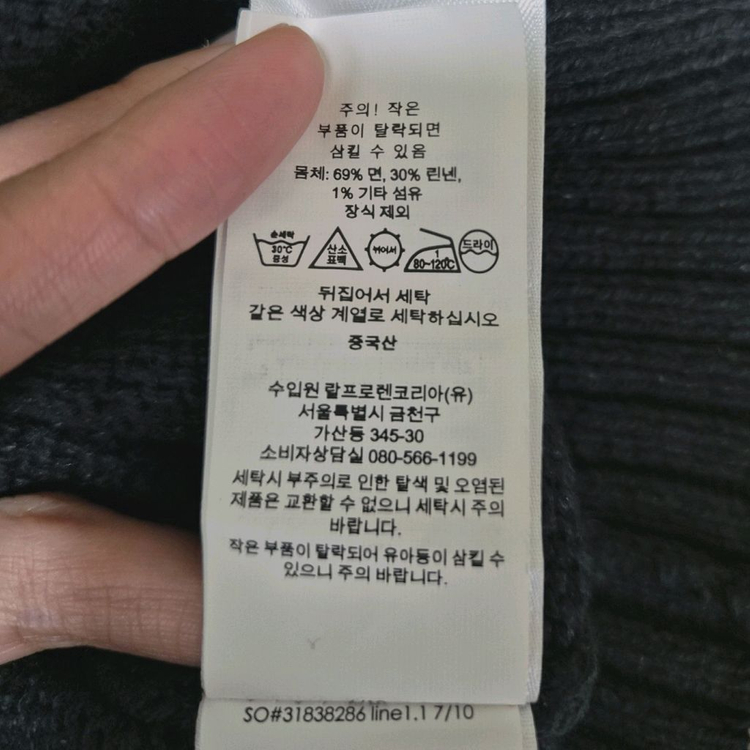 주의! 작은
부품이 탈락되면
삼킬 수 있음
몸체: 69% 면, 30% 린넨,
1% 기타 섬유
장식 제외
손세탁
30℃
중성
산소
표백
뉘어서
1
80~120℃
드라이
뒤집어서 세탁
같은 색상 계열로 세탁하십시오
중국산
수입원 랄프로렌코리아(유)
서울특별시 금천구
가산동 345-30
소비자상담실 080-566-1199
세탁시 부주의로 인한 탈색 및 오염된
제품은 교환할 수 없으니 세탁시 주의
바랍니다.
작은 부품이 탈락되어 유아등이 삼킬 수
있으니 주의 바랍니다.
SO#31838286 line1.1 7/10